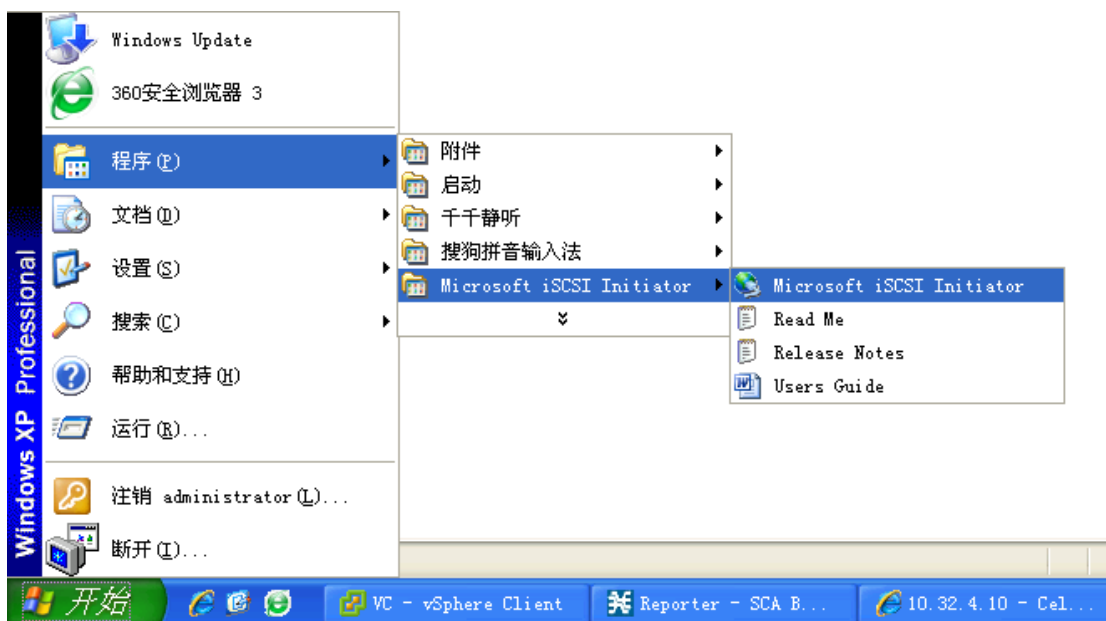 Windows Update
360安全浏览器 3
程序(P)
文档(D)
设置(S)
搜索(C)
帮助和支持(H)
运行(R)...
注销 administrator(L)...
断开(I)...
Windows XP Professional
附件
启动
千千静听
搜狗拼音输入法
Microsoft iSCSI Initiator
Microsoft iSCSI Initiator
Read Me
Release Notes
Users Guide
开始
VC - vSphere Client
Reporter - SCA B...
10.32.4.10 - Cel...